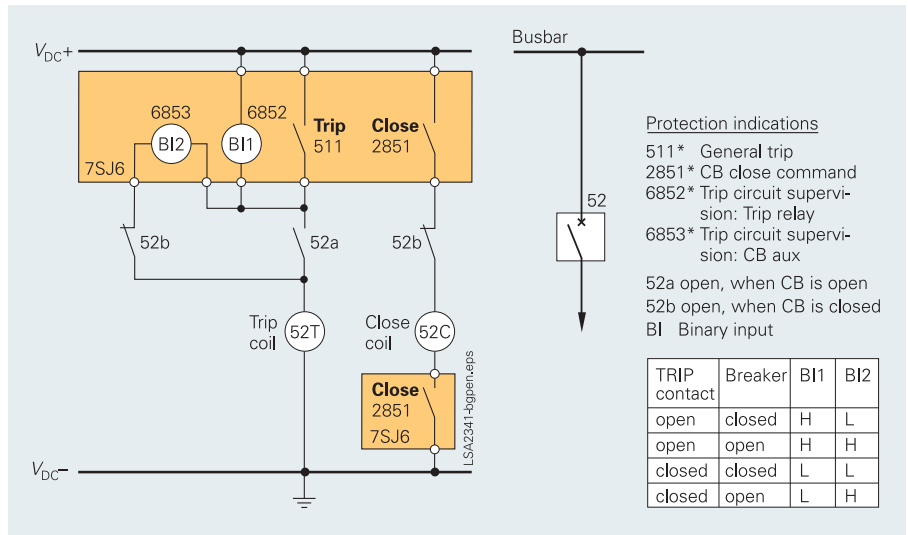 VDC+
Busbar
6853
6852
BI2
BI1
Trip
511
Close
2851
7SJ6
52b
52a
52b
Trip
coil
52T
Close
coil
52C
Close
2851
7SJ6
LSA2341-bgpen.eps
VDC–
52
Protection indications
511* General trip
2851* CB close command
6852* Trip circuit supervi-
sion: Trip relay
6853* Trip circuit supervi-
sion: CB aux
52a open, when CB is open
52b open, when CB is closed
BI Binary input
TRIP contact Breaker BI1 BI2
open closed H L
open open H H
closed closed L L
closed open L H